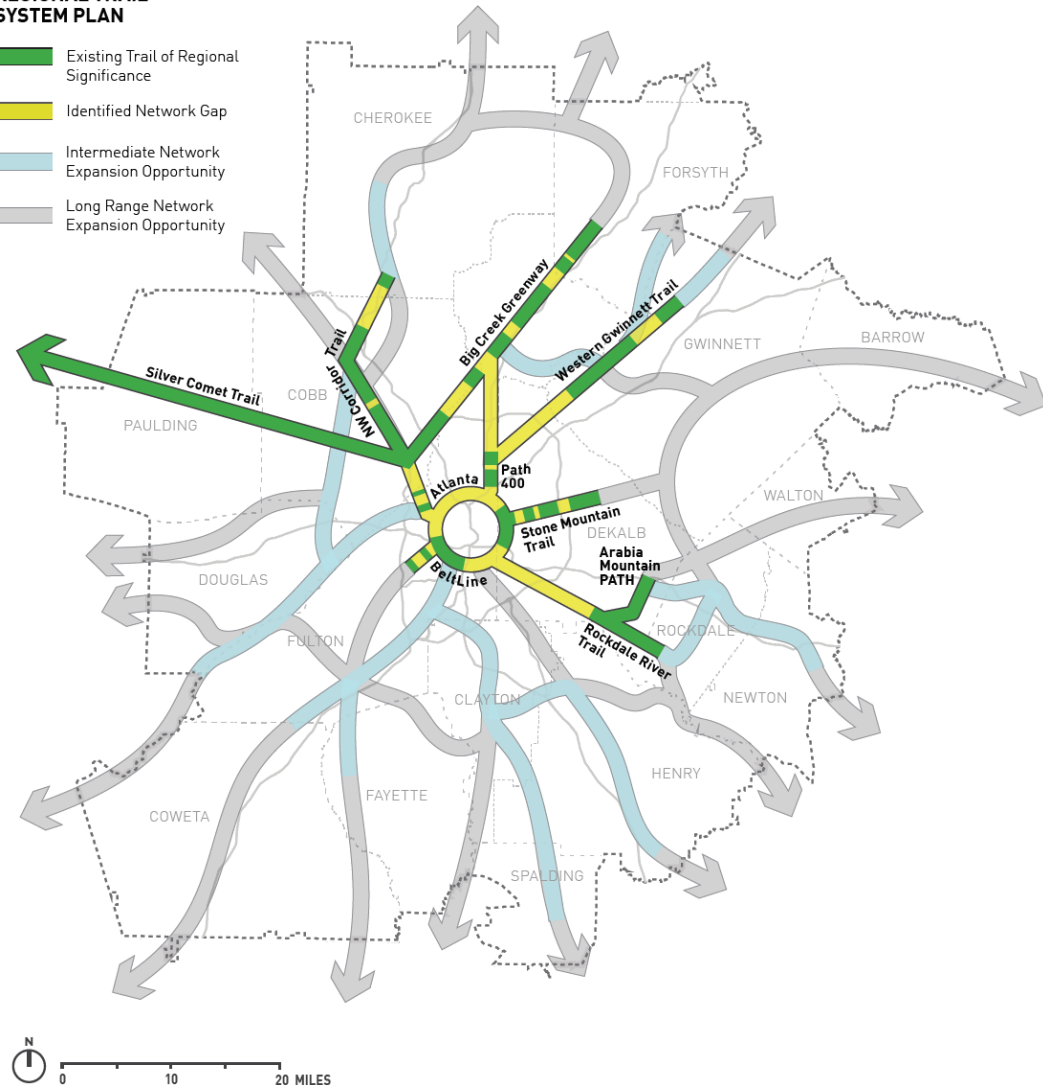 SYSTEM PLAN
Existing Trail of Regional
Significance
Identified Network Gap
Intermediate Network
Expansion Opportunity
Long Range Network
Expansion Opportunity
CHEROKEE
FORSYTH
Big Creek Greenway
Western Gwinnett Trail
GWINNETT
BARROW
NW Corridor Trail
Silver Comet Trail
COBB
PAULDING
Atlanta
BeltLine
Path
400
Stone Mountain
Trail
DEKALB
WALTON
Arabia
Mountain
PATH
DOUGLAS
FULTON
Rockdale River
Trail
ROCKDALE
NEWTON
CLAYTON
HENRY
FAYETTE
COWETA
SPALDING
N
0 10 20 MILES